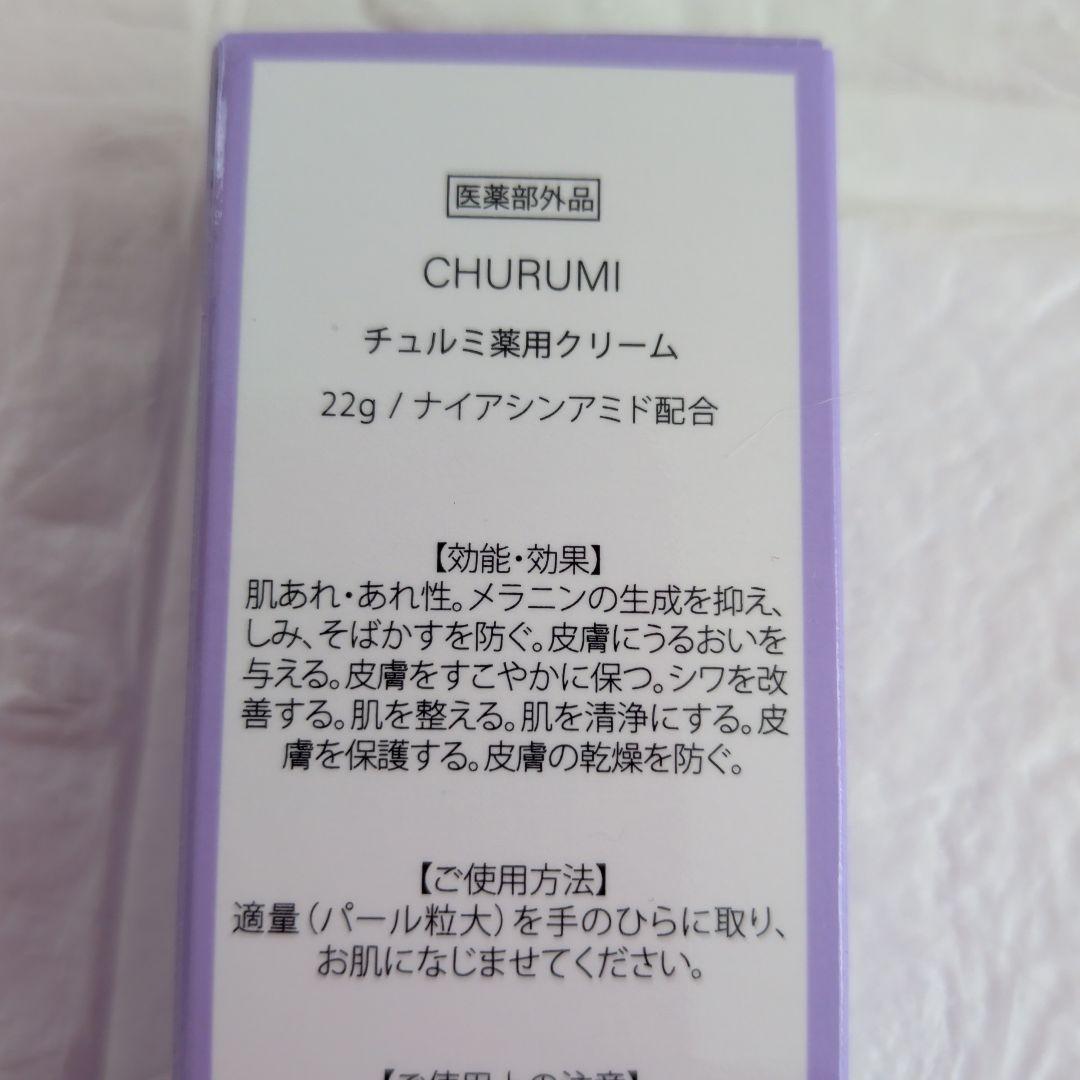 医薬部外品
CHURUMI
チュルミ薬用クリーム
22g / ナイアシンアミド配合
【効能・効果】
肌あれ・あれ性。メラニンの生成を抑え、
しみ、そばかすを防ぐ。皮膚にうるおいを
与える。皮膚をすこやかに保つ。シワを改
善する。肌を整える。肌を清浄にする。皮
膚を保護する。皮膚の乾燥を防ぐ。
【ご使用方法】
適量(パール粒大)を手のひらに取り、
お肌になじませてください。
【ご使用上の注意】